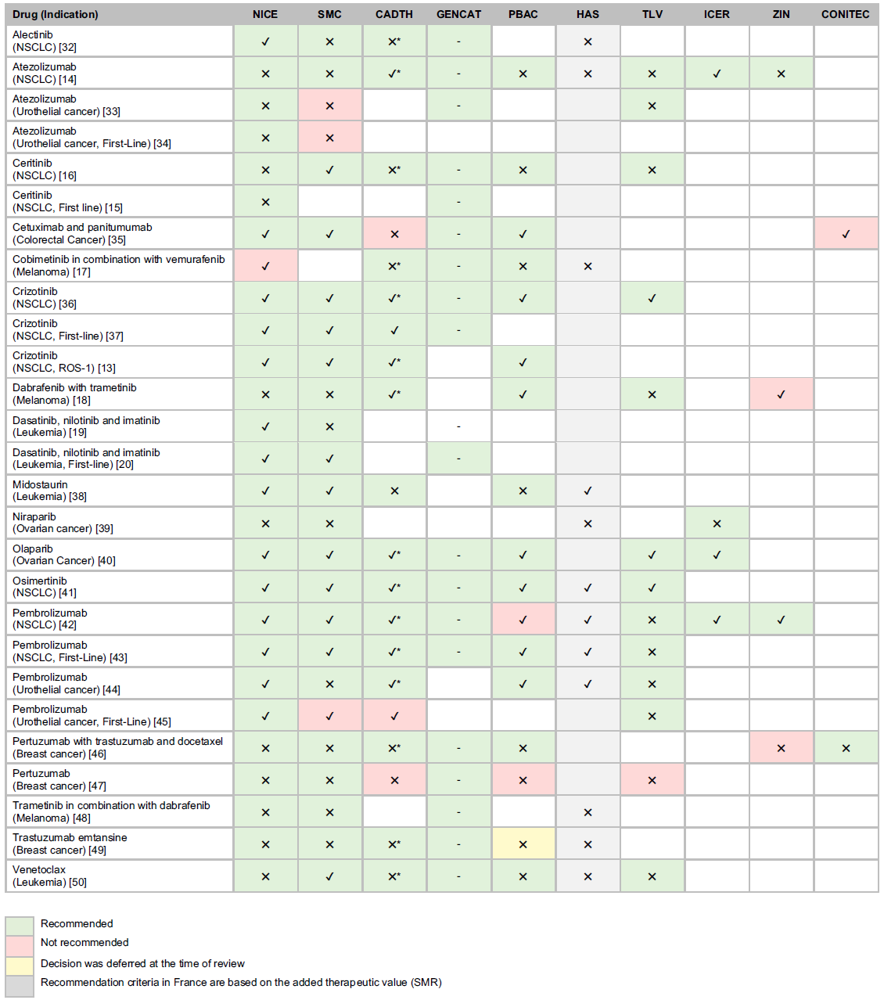 Drug (Indication) NICE SMC CADTH GENCAT PBAC HAS TLV ICER ZIN CONITEC
Alectinib
(NSCLC) [32] ✓ ✕ ✕* - ✕
Atezolizumab
(NSCLC) [14] ✕ ✕ ✓* - ✕ ✕ ✕ ✓ ✕
Atezolizumab
(Urothelial cancer) [33] ✕ ✕ - ✕
Atezolizumab
(Urothelial cancer, First-Line) [34] ✕ ✕
Ceritinib
(NSCLC) [16] ✕ ✓ ✕* - ✕ ✕
Ceritinib
(NSCLC, First line) [15] ✕ -
Cetuximab and panitumumab
(Colorectal Cancer) [35] ✓ ✓ ✕ - ✓ ✓
Cobimetinib in combination with vemurafenib
(Melanoma) [17] ✓ ✕* - ✕ ✕
Crizotinib
(NSCLC) [36] ✓ ✓ ✓* - ✓ ✓
Crizotinib
(NSCLC, First-line) [37] ✓ ✓ ✓ -
Crizotinib
(NSCLC, ROS-1) [13] ✓ ✓ ✓* ✓
Dabrafenib with trametinib
(Melanoma) [18] ✕ ✕ ✓* ✓ ✕ ✓
Dasatinib, nilotinib and imatinib
(Leukemia) [19] ✓ ✕ -
Dasatinib, nilotinib and imatinib
(Leukemia, First-line) [20] ✓ ✓ -
Midostaurin
(Leukemia) [38] ✓ ✓ ✕ ✕ ✓
Niraparib
(Ovarian cancer) [39] ✕ ✕ ✕ ✕
Olaparib
(Ovarian Cancer) [40] ✓ ✓ ✓* - ✓ ✓ ✓
Osimertinib
(NSCLC) [41] ✓ ✓ ✓* - ✓ ✓ ✓
Pembrolizumab
(NSCLC) [42] ✓ ✓ ✓* - ✓ ✓ ✕ ✓ ✓
Pembrolizumab
(NSCLC, First-Line) [43] ✓ ✓ ✓* - ✓ ✓ ✕
Pembrolizumab
(Urothelial cancer) [44] ✓ ✕ ✓* ✓ ✓ ✕
Pembrolizumab
(Urothelial cancer, First-Line) [45] ✓ ✓ ✓ ✕
Pertuzumab with trastuzumab and docetaxel
(Breast cancer) [46] ✕ ✕ ✕* - ✕ ✕ ✕
Pertuzumab
(Breast cancer) [47] ✕ ✕ ✕ - ✕ ✕
Trametinib in combination with dabrafenib
(Melanoma) [48] ✕ ✕ - ✕
Trastuzumab emtansine
(Breast cancer) [49] ✕ ✕ ✕* - ✕ ✕
Venetoclax
(Leukemia) [50] ✕ ✓ ✕* - ✕ ✕ ✕
Recommended
Not recommended
Decision was deferred at the time of review
Recommendation criteria in France are based on the added therapeutic value (SMR)